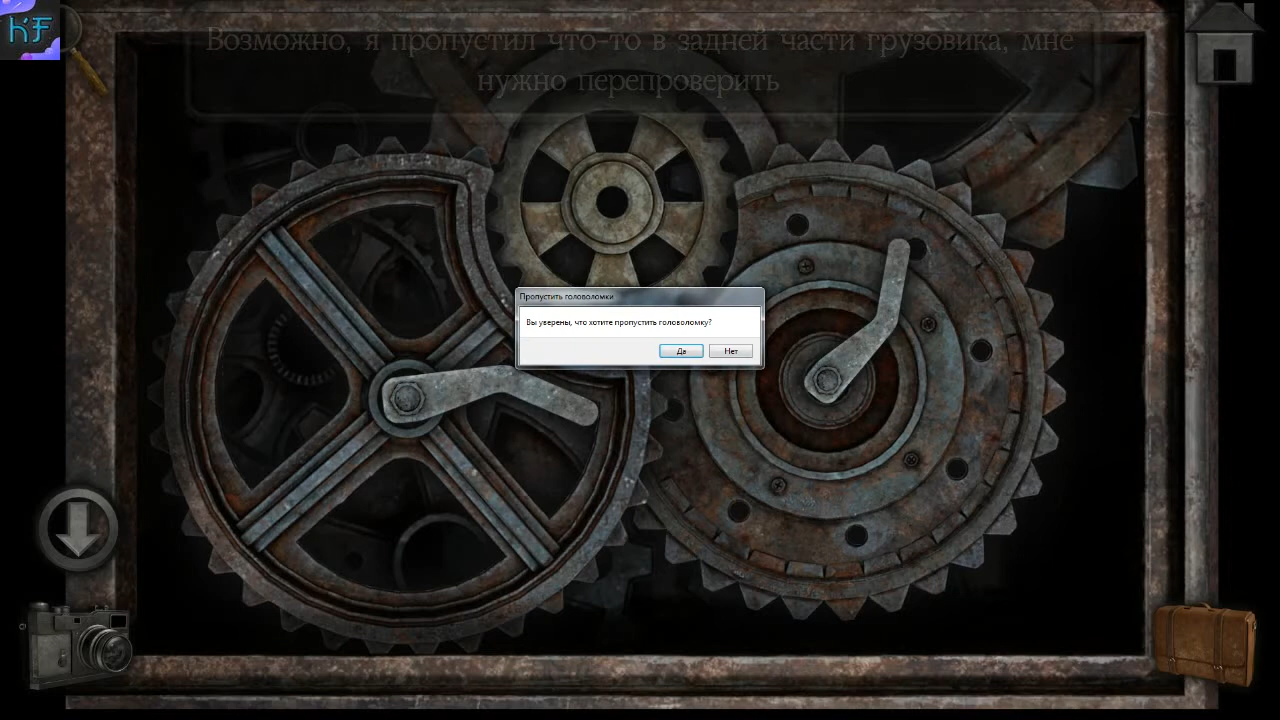 KF
Возможно, я пропустил что-то в задней части грузовика, мне
нужно перепроверить
Пропустить головоломки
Вы уверены, что хотите пропустить головоломку?
Да
Нет